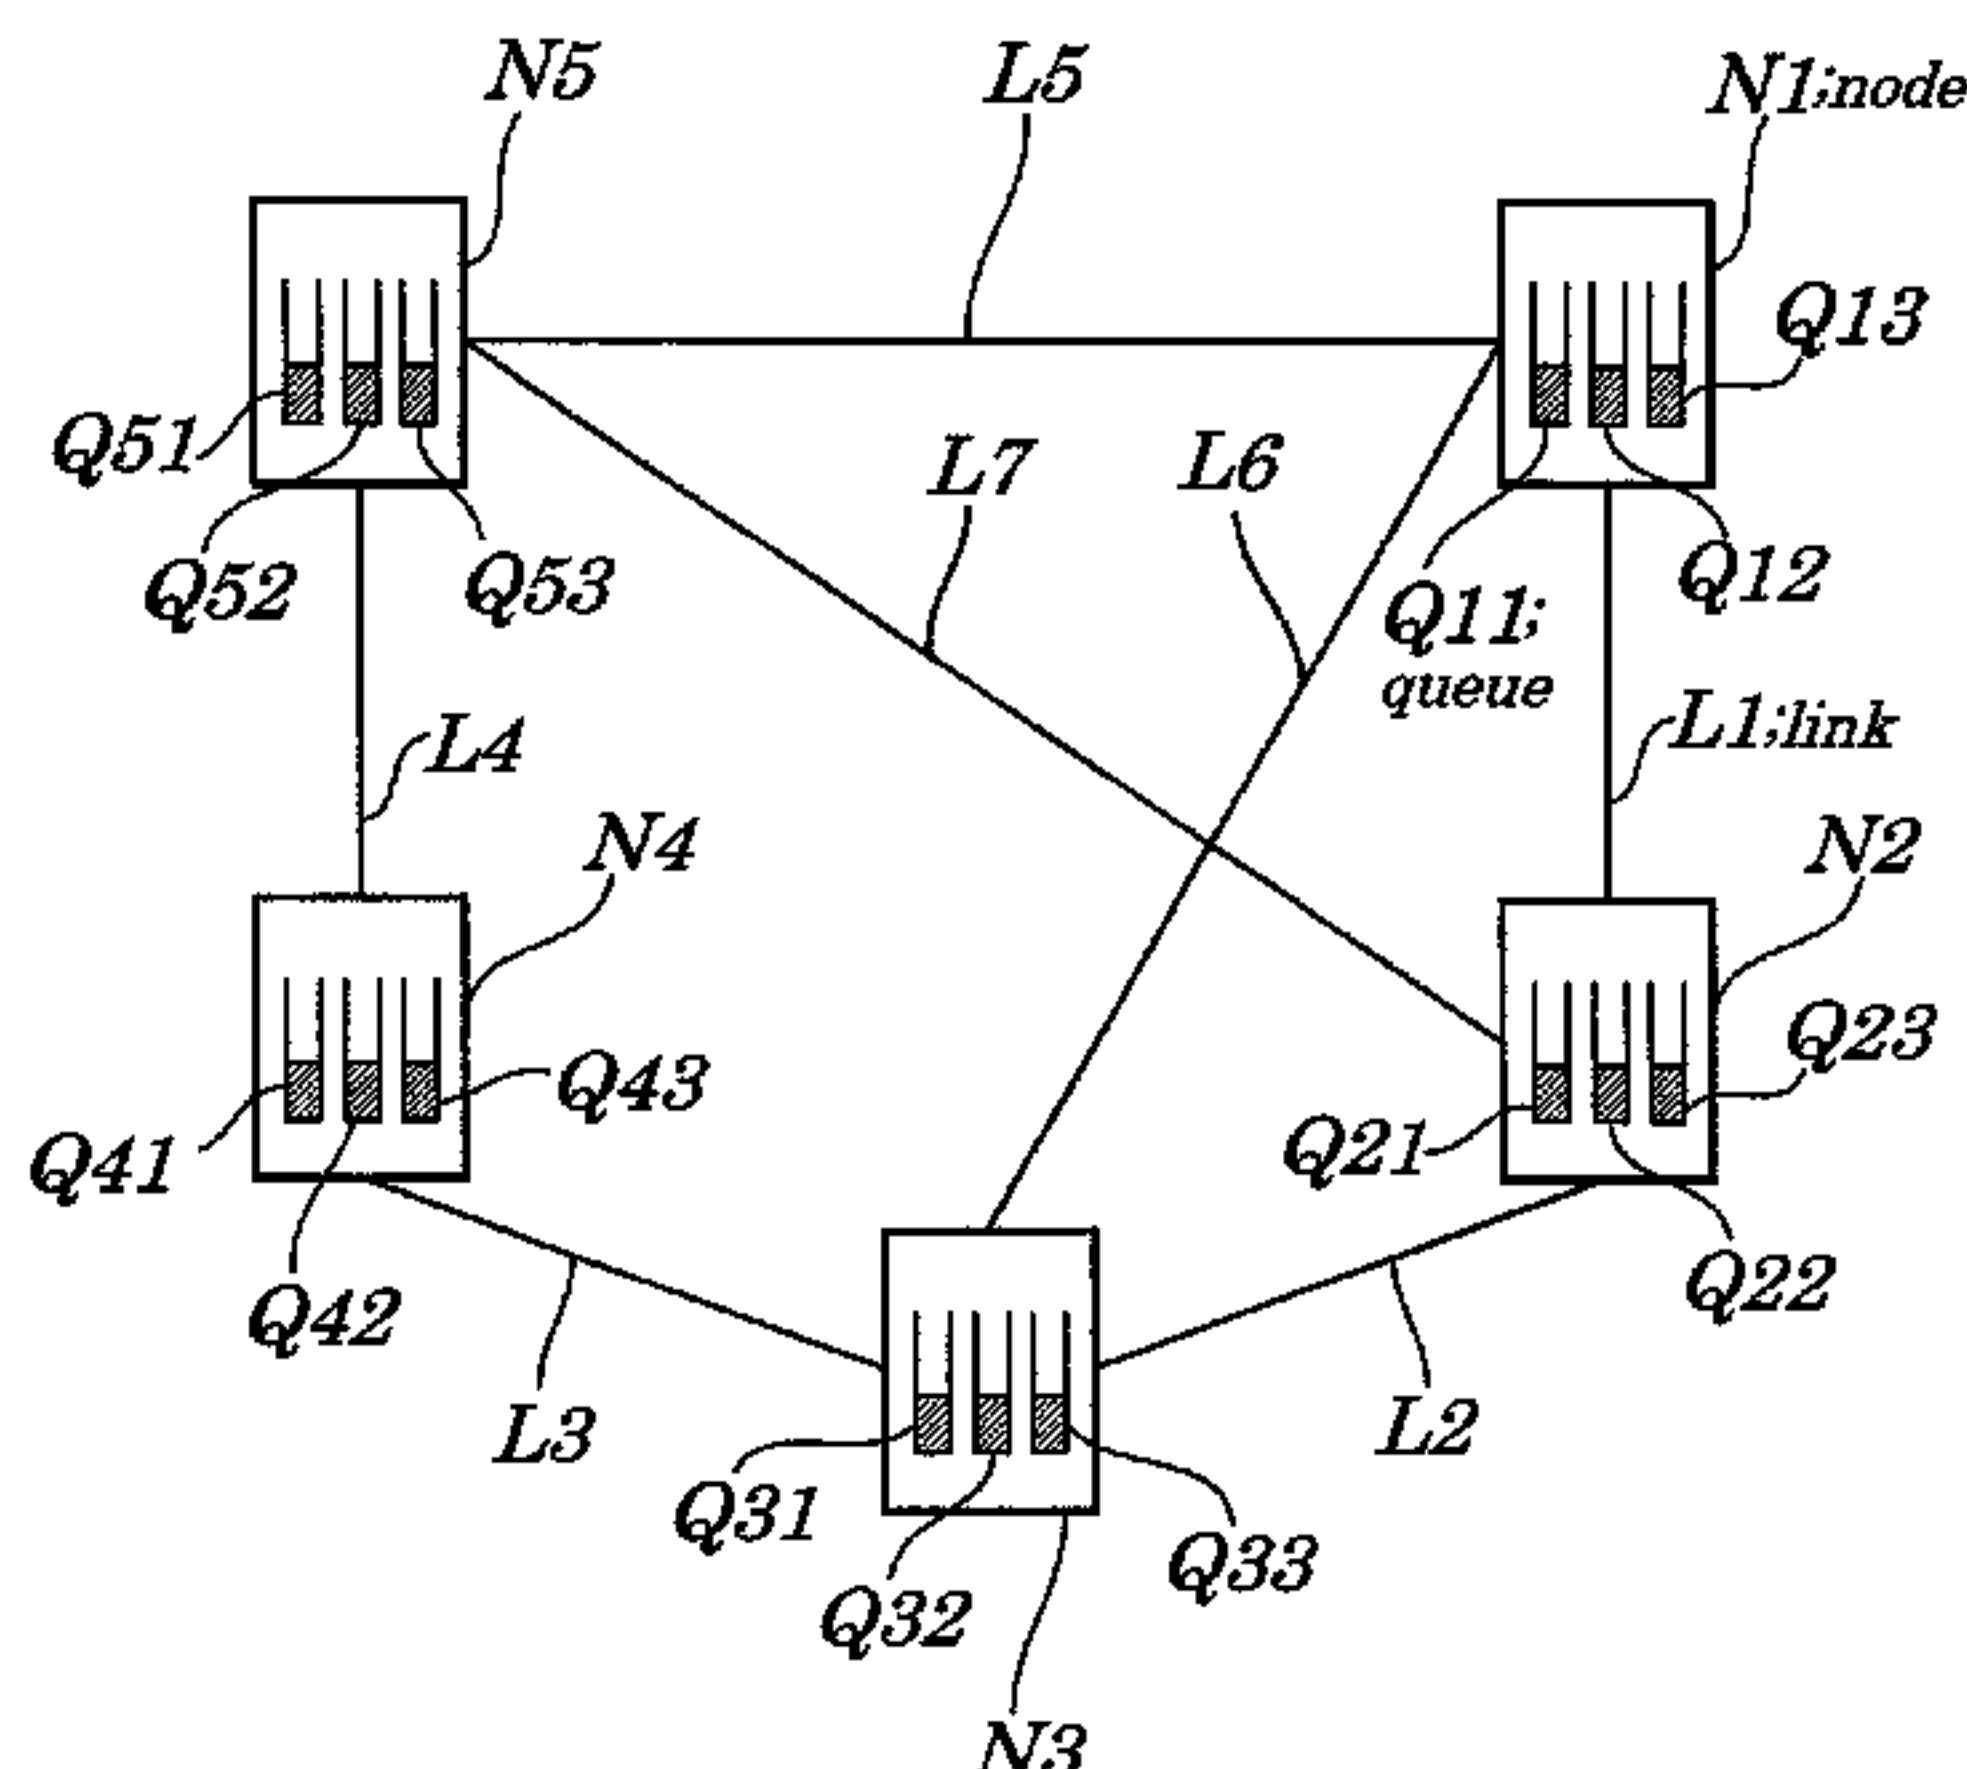 N5
L5
N1;node
Q13
Q51
L7
L6
Q52
Q53
Q11;
queue
Q12
L4
L1;link
N4
N2
Q43
Q23
Q41
Q21
Q42
Q22
L3
L2
Q31
Q33
Q32
N3